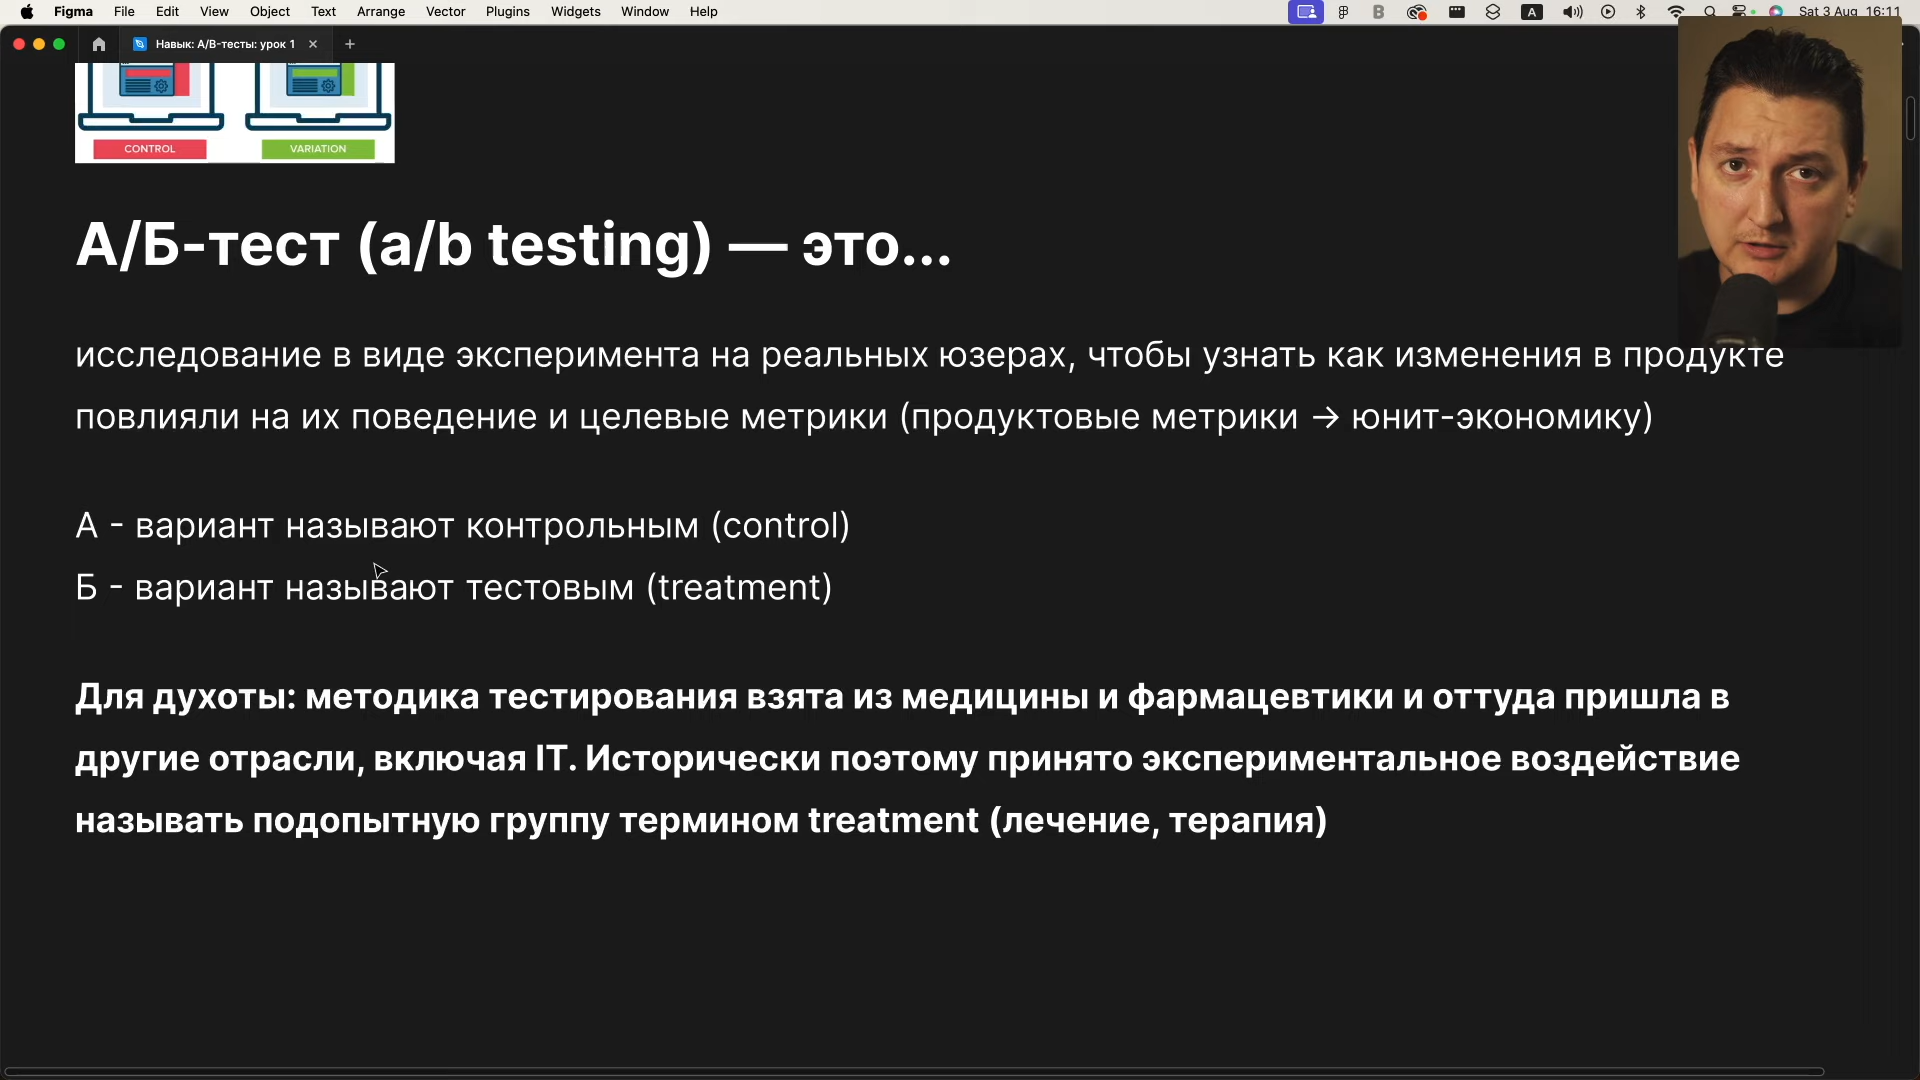 Figma File Edit View Object Text Arrange Vector Plugins Widgets Window Help A Sat 3 Aug 16:11
Навык: A/B-тесты: урок 1
CONTROL VARIATION
А/Б-тест (a/b testing) — это...
исследование в виде эксперимента на реальных юзерах, чтобы узнать как изменения в продукте
повлияли на их поведение и целевые метрики (продуктовые метрики → юнит-экономику)
А - вариант называют контрольным (control)
Б - вариант называют тестовым (treatment)
Для духоты: методика тестирования взята из медицины и фармацевтики и оттуда пришла в
другие отрасли, включая IT. Исторически поэтому принято экспериментальное воздействие
называть подопытную группу термином treatment (лечение, терапия)